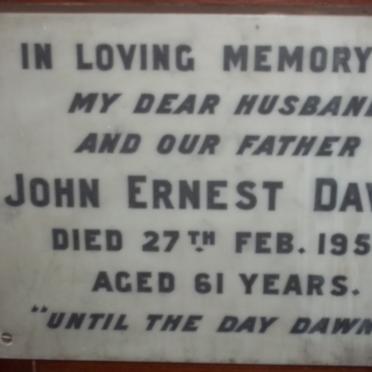 IN LOVING MEMORY
MY DEAR HUSBAN
AND OUR FATHER
JOHN ERNEST DA
DIED 27TH FEB. 195
AGED 61 YEARS.
"UNTIL THE DAY DAWN